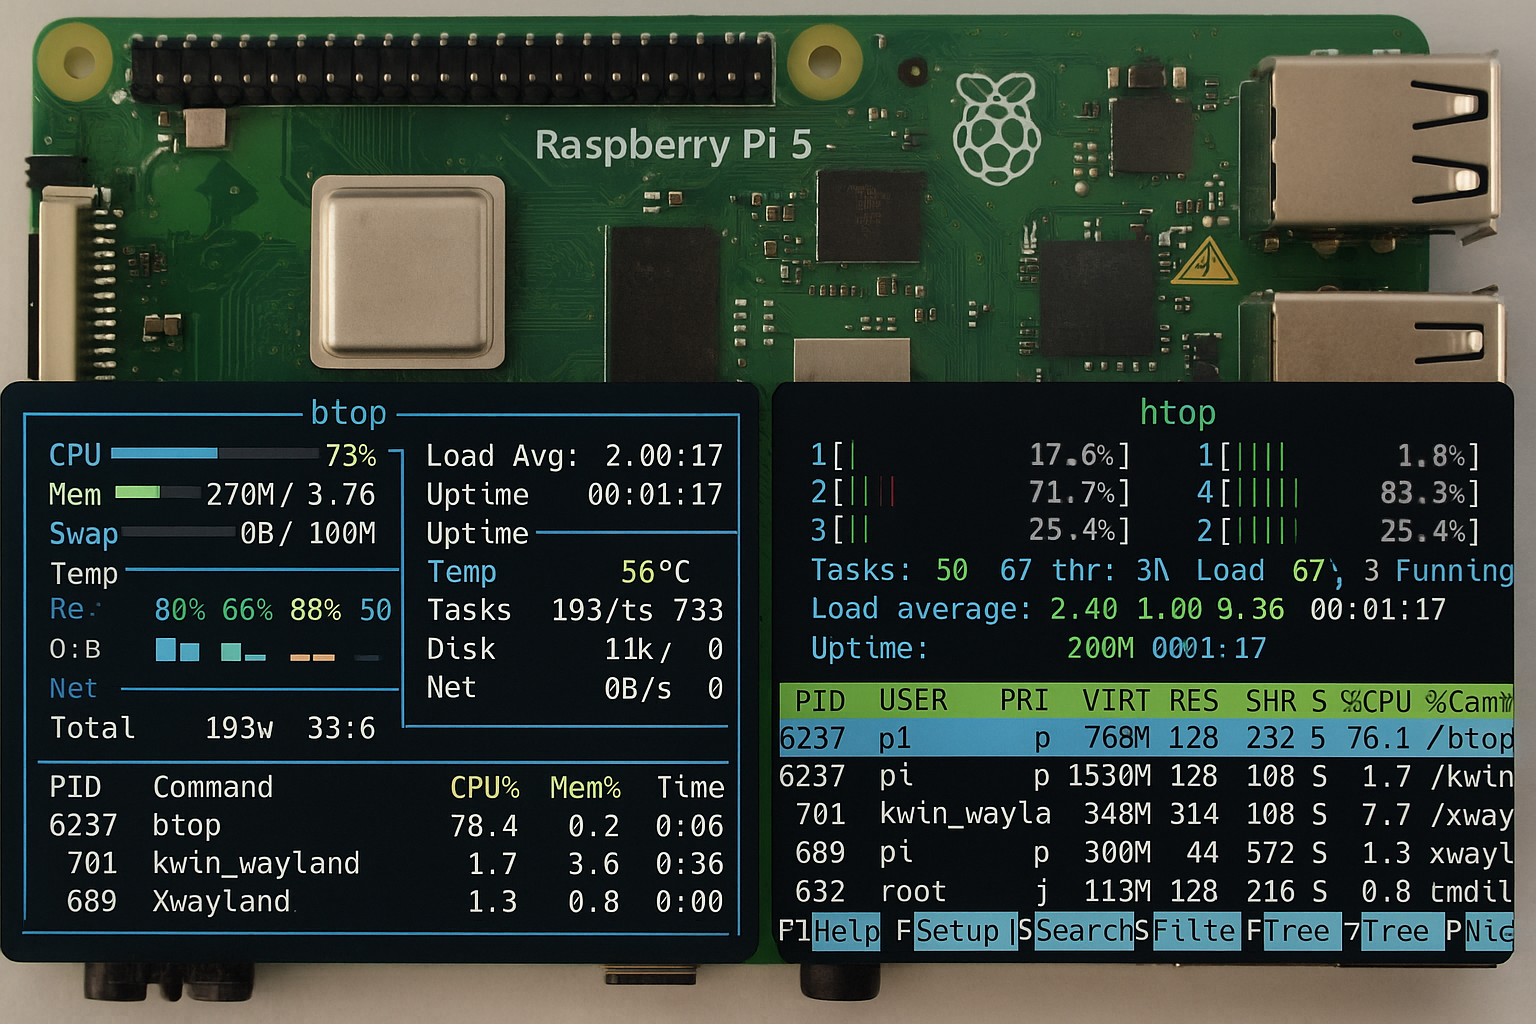 Raspberry Pi 5
btop
CPU 73%
Mem 270M/ 3.76
Swap 0B/ 100M
Temp
80% 66% 88% 50
O:B
Net
Total 193w 33:6
Load Avg: 2.00:17
Uptime 00:01:17
Uptime
Temp 56°C
Tasks 193/ts 733
Disk 11k/ 0
Net 0B/s 0
PID Command CPU% Mem% Time
6237 btop 78.4 0.2 0:06
701 kwin_wayland 1.7 3.6 0:36
689 Xwayland 1.3 0.8 0:00
htop
1[ 17.6%] 1[ 1.8%]
2[ 71.7%] 4[ 83.3%]
3[ 25.4%] 2[ 25.4%]
Tasks: 50 67 thr: Load 67 3 Funning
Load average: 2.40 1.00 9.36 00:01:17
Uptime: 200M 0001:17
PID USER PRI VIRT RES SHR S %CPU
6237 p1 p 768M 128 232 5 76.1 /btop
6237 pi p 1530M 128 108 S 1.7 /kwin
701 kwin_wayla 348M 314 108 S 7.7 /xway
689 pi p 300M 44 572 S 1.3 xwayl
632 root j 113M 128 216 S 0.8 tmdil
F1Help F Setup |S Search S Filte F Tree 7 Tree P Nic